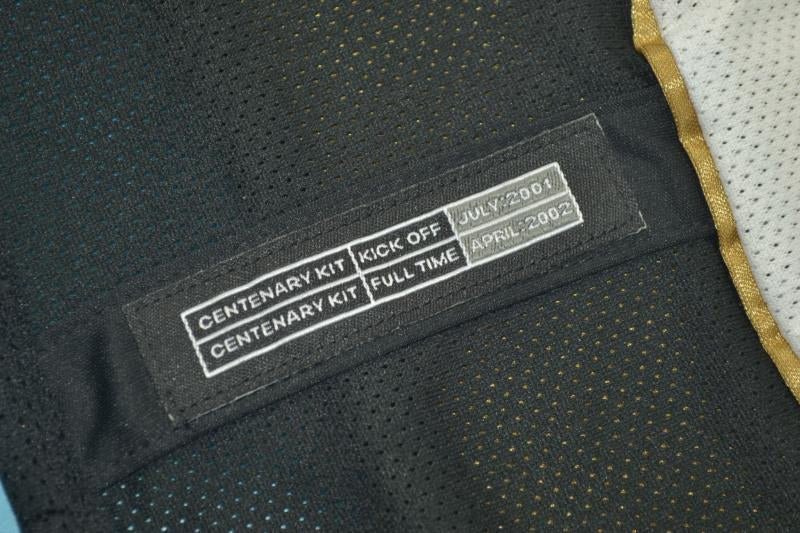 CENTENARY KIT KICK OFF JULY:2001
CENTENARY KIT FULL TIME APRIL:2002